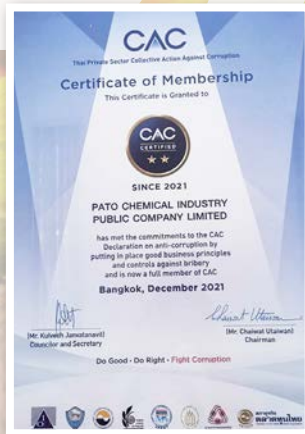 CAC
Thai Private Sector Collective Action Against Corruption
Certificate of Membership
This Certificate is Granted to
CAC
CERTIFIED
SINCE 2021
PATO CHEMICAL INDUSTRY
PUBLIC COMPANY LIMITED
has met the commitments to the CAC
Declaration on anti-corruption by
putting in place good business principles
and controls against bribery
and is now a full member of CAC
Bangkok, December 2021
(Mr. Kulvech Janvatanavit)
Councilor and Secretary
(Mr. Chaiwat Utaiwan)
Chairman
Do Good • Do Right • Fight Corruption